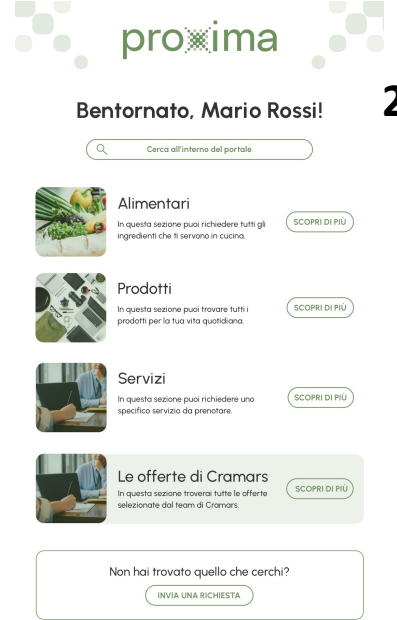 proxima
2
Bentornato, Mario Rossi!
Cerca all'interno del portale
Alimentari
In questa sezione puoi richiedere tutti gli
ingredienti che ti servono in cucina.
SCOPRI DI PIÙ
Prodotti
In questa sezione puoi trovare tutti i
prodotti per la tua vita quotidiana.
SCOPRI DI PIÙ
Servizi
In questa sezione puoi richiedere uno
specifico servizio da prenotare.
SCOPRI DI PIÙ
Le offerte di Cramars
In questa sezione troverai tutte le offerte
selezionate dal team di Cramars.
SCOPRI DI PIÙ
Non hai trovato quello che cerchi?
INVIA UNA RICHIESTA